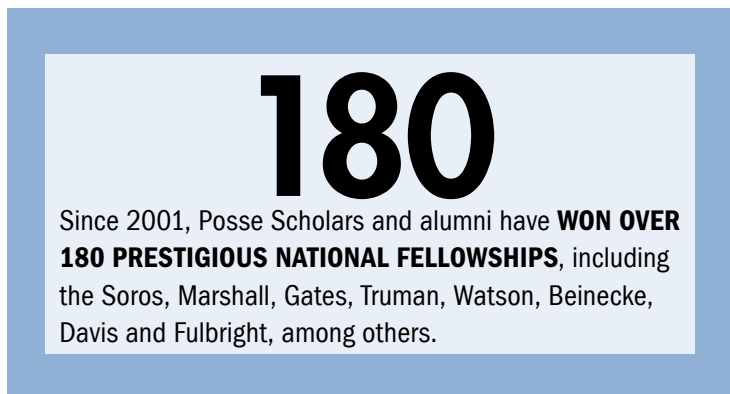 180
Since 2001, Posse Scholars and alumni have WON OVER
180 PRESTIGIOUS NATIONAL FELLOWSHIPS, including
the Soros, Marshall, Gates, Truman, Watson, Beinecke,
Davis and Fulbright, among others.